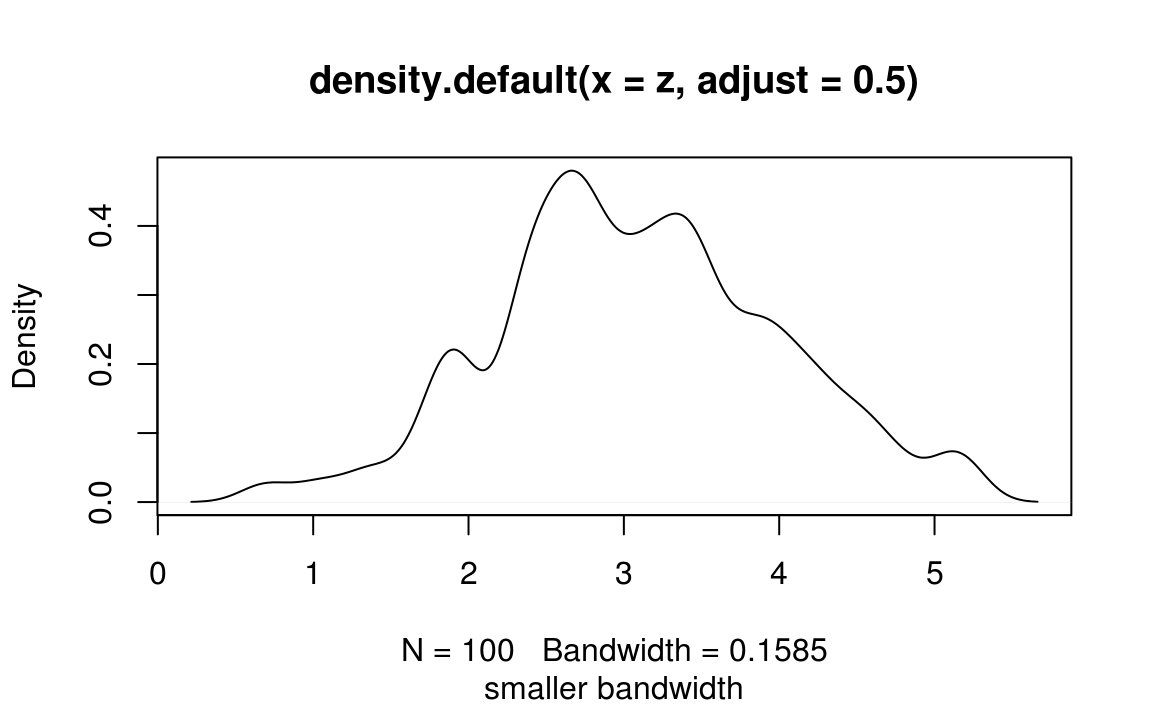 density.default(x = z, adjust = 0.5)
Density
0.4
0.2
0.0
0 1 2 3 4 5
N = 100 Bandwidth = 0.1585
smaller bandwidth